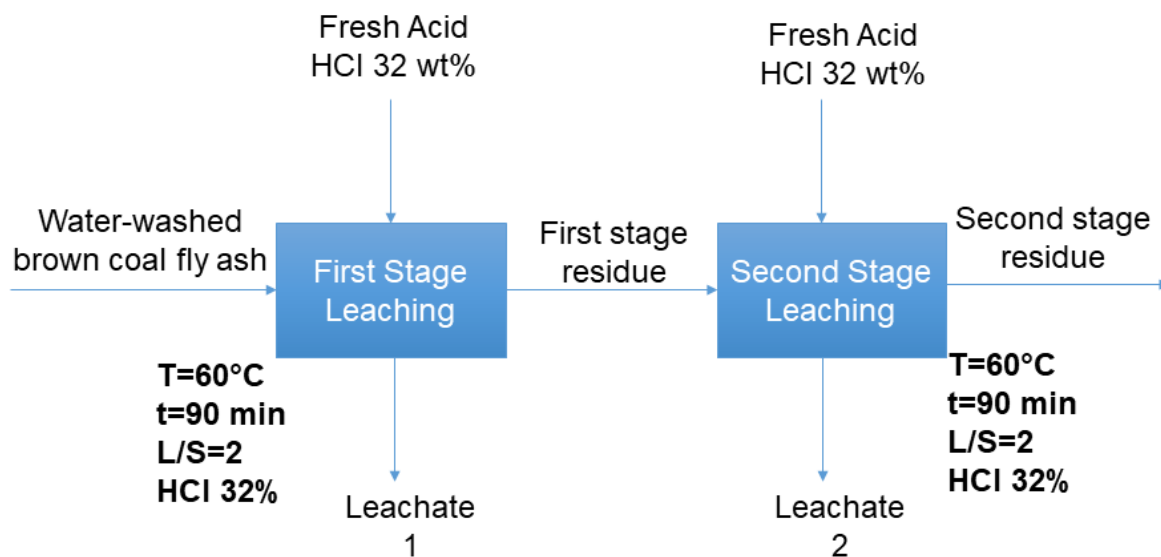 Fresh Acid
HCl 32 wt%
Fresh Acid
HCl 32 wt%
Water-washed
brown coal fly ash
First Stage
Leaching
First stage
residue
Second Stage
Leaching
Second stage
residue
T=60°C
t=90 min
L/S=2
HCl 32%
T=60°C
t=90 min
L/S=2
HCl 32%
Leachate
1
Leachate
2